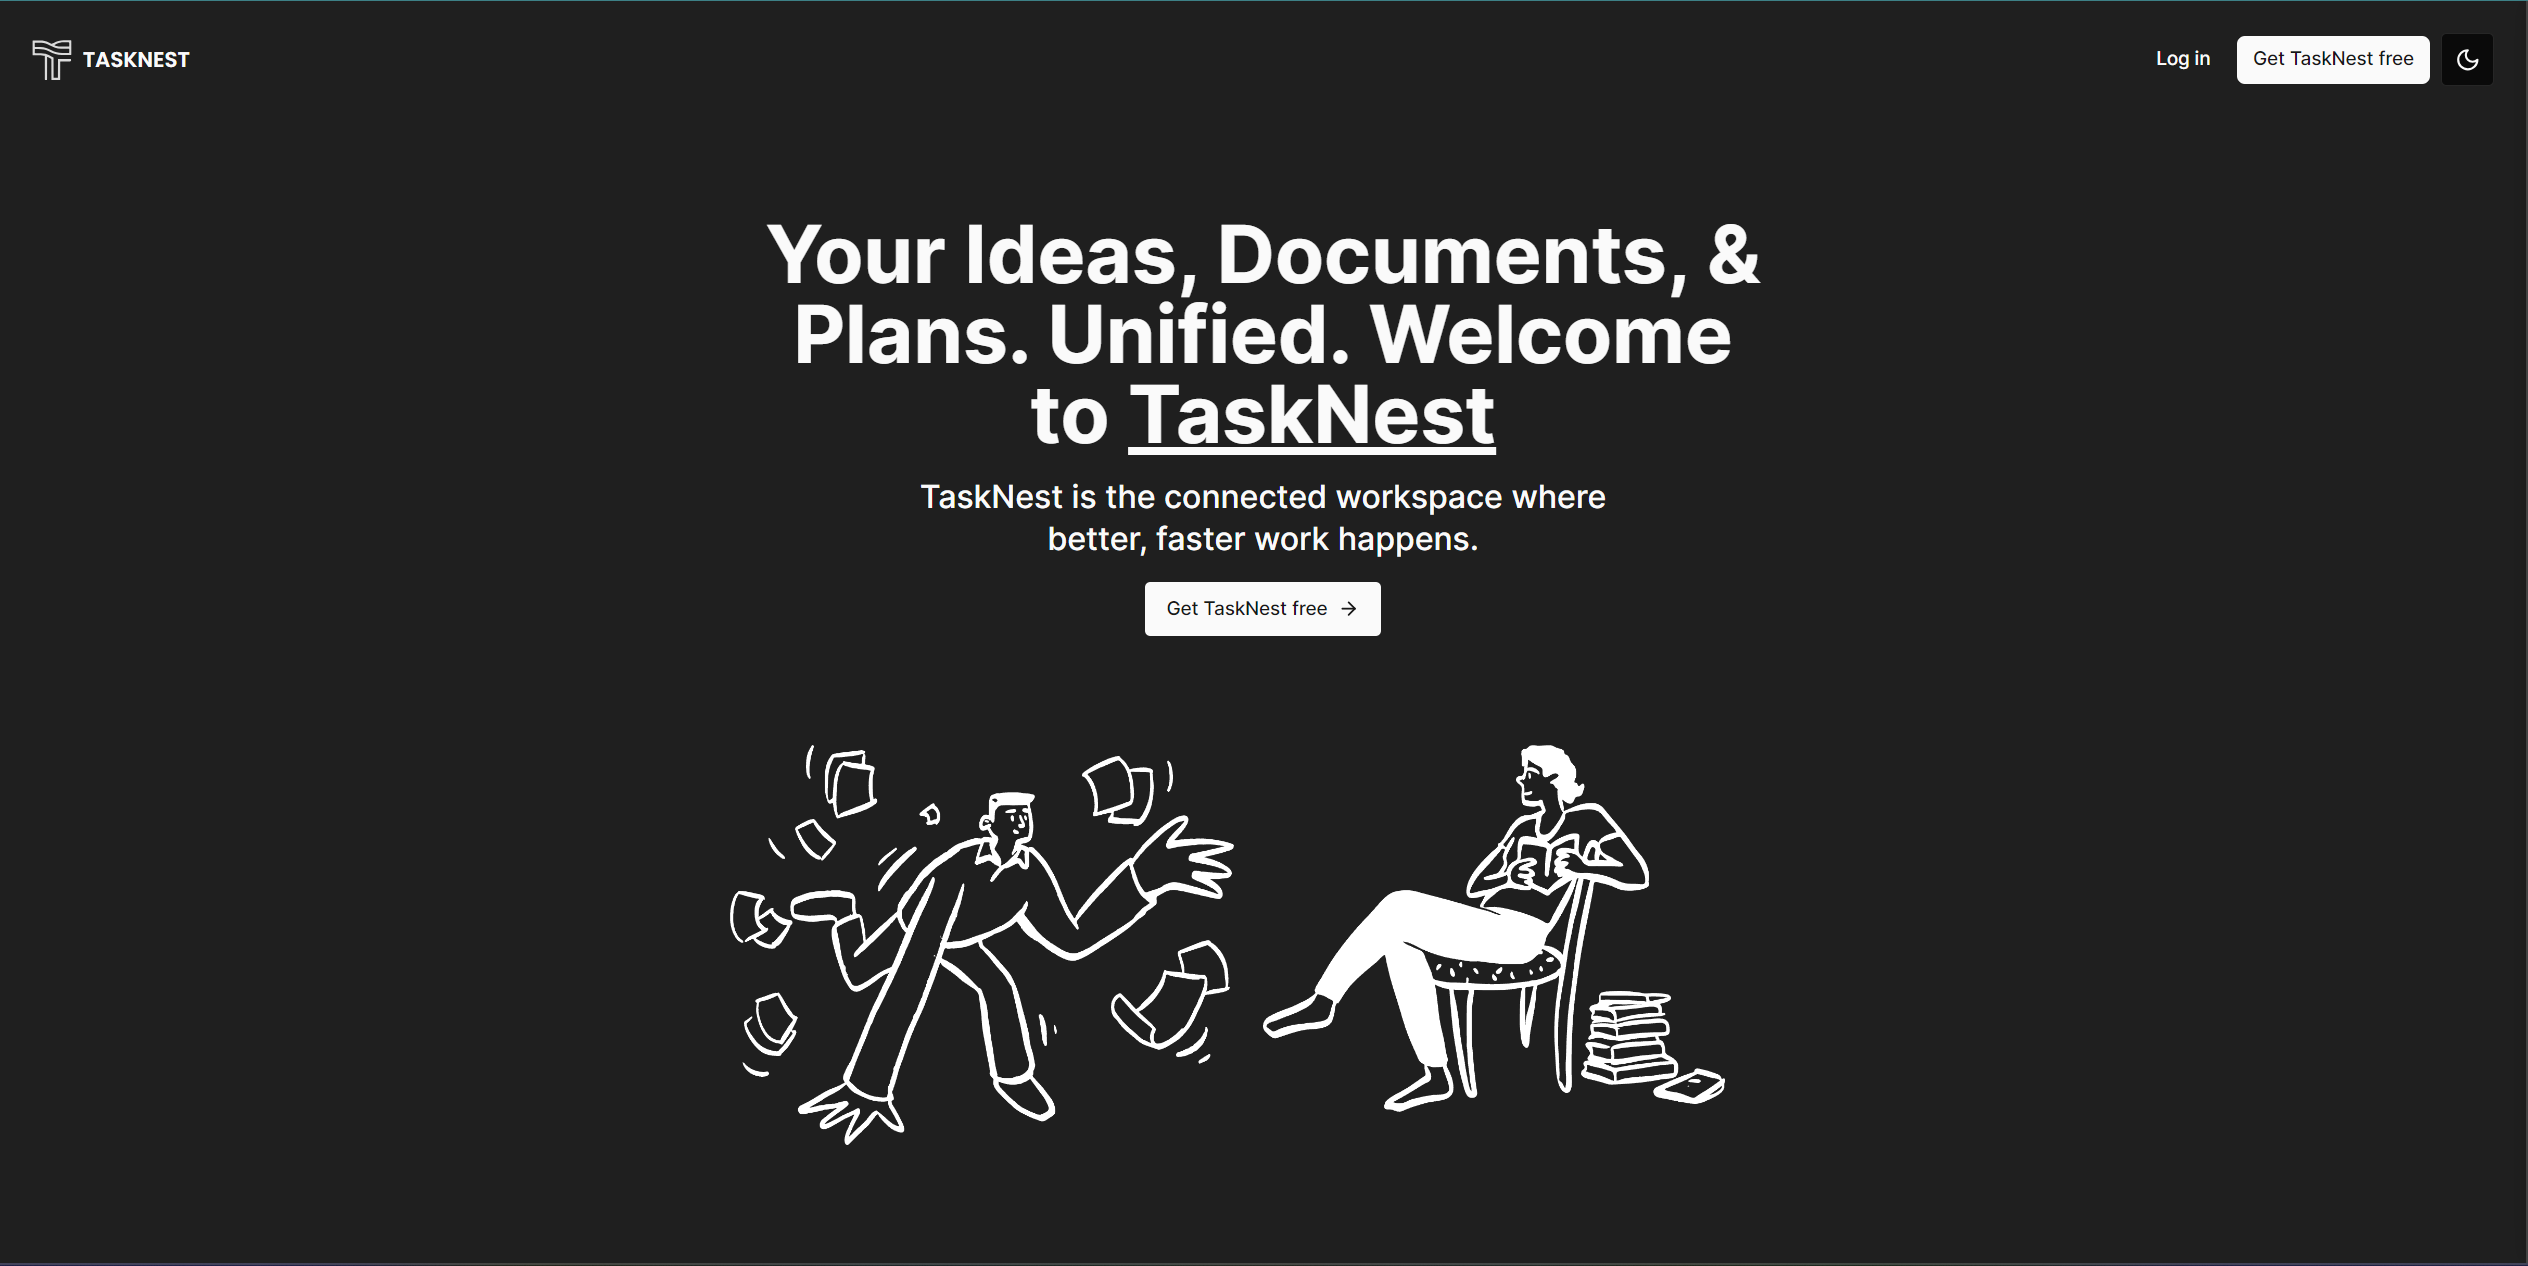 TASKNEST
Log in
Get TaskNest free
Your Ideas, Documents, &
Plans. Unified. Welcome
to TaskNest
TaskNest is the connected workspace where
better, faster work happens.
Get TaskNest free